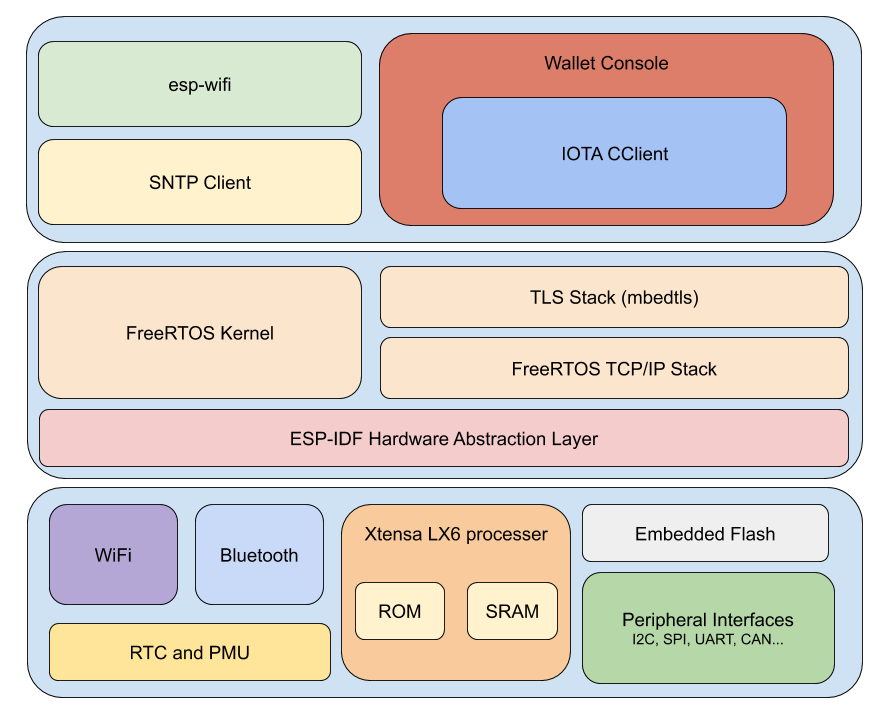 esp-wifi
SNTP Client
Wallet Console
IOTA CClient
FreeRTOS Kernel
TLS Stack (mbedtls)
FreeRTOS TCP/IP Stack
ESP-IDF Hardware Abstraction Layer
WiFi
Bluetooth
RTC and PMU
Xtensa LX6 processer
ROM
SRAM
Embedded Flash
Peripheral Interfaces
I2C, SPI, UART, CAN...